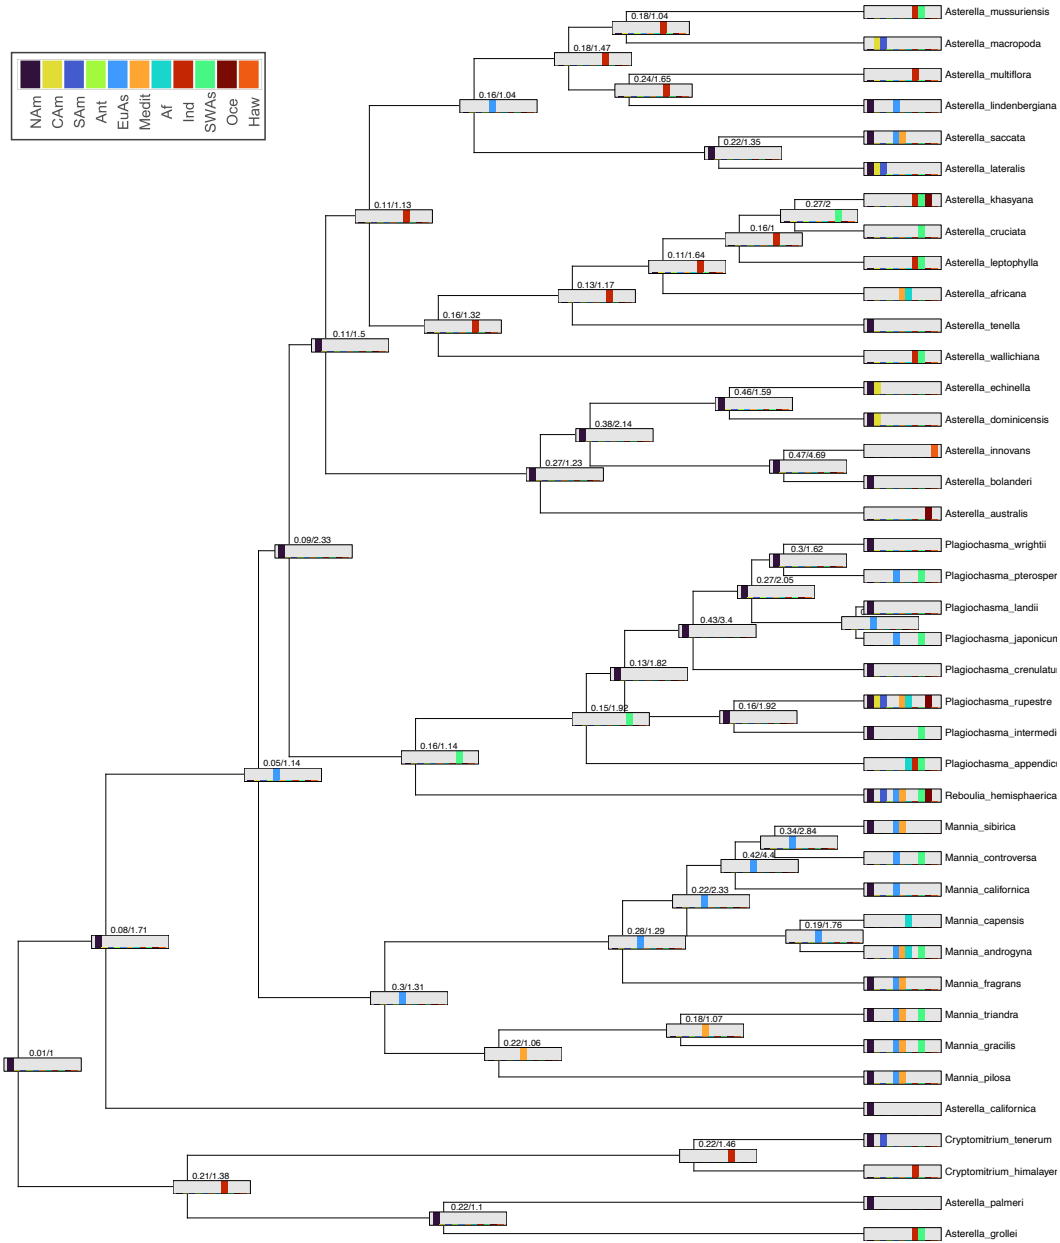 NAm
CAm
SAm
Ant
EuAs
Medit
Af
Ind
SWAs
Oce
Haw
0.18/1.04
Asterella_mussuriensis
Asterella_macropoda
0.18/1.47
0.24/1.65
Asterella_multiflora
0.16/1.04
Asterella_lindenbergiana
Asterella_saccata
0.22/1.35
Asterella_lateralis
0.27/2
Asterella_khasyana
0.11/1.13
0.16/1
Asterella_cruciata
0.11/1.64
Asterella_leptophylla
0.13/1.17
Asterella_africana
0.16/1.32
Asterella_tenella
0.11/1.5
Asterella_wallichiana
0.46/1.59
Asterella_echinella
0.38/2.14
Asterella_dominicensis
0.47/4.69
Asterella_innovans
0.27/1.23
Asterella_bolanderi
Asterella_australis
0.09/2.33
0.3/1.62
Plagiochasma_wrightii
0.27/2.05
Plagiochasma_pterosper
Plagiochasma_landii
0.43/3.4
Plagiochasma_japonicum
0.13/1.82
Plagiochasma_crenulatu
0.15/1.92
0.16/1.92
Plagiochasma_rupestre
Plagiochasma_intermedi
0.16/1.14
Plagiochasma_appendicu
0.05/1.14
Reboulia_hemisphaerica
0.34/2.84
Mannia_sibirica
0.42/4.4
Mannia_controversa
0.22/2.33
Mannia_californica
0.19/1.76
Mannia_capensis
0.08/1.71
0.28/1.29
Mannia_androgyna
0.3/1.31
Mannia_fragrans
0.18/1.07
Mannia_triandra
0.22/1.06
Mannia_gracilis
0.01/1
Mannia_pilosa
Asterella_californica
0.22/1.46
Cryptomitrium_tenerum
0.21/1.38
Cryptomitrium_himalayen
0.22/1.1
Asterella_palmeri
Asterella_grollei